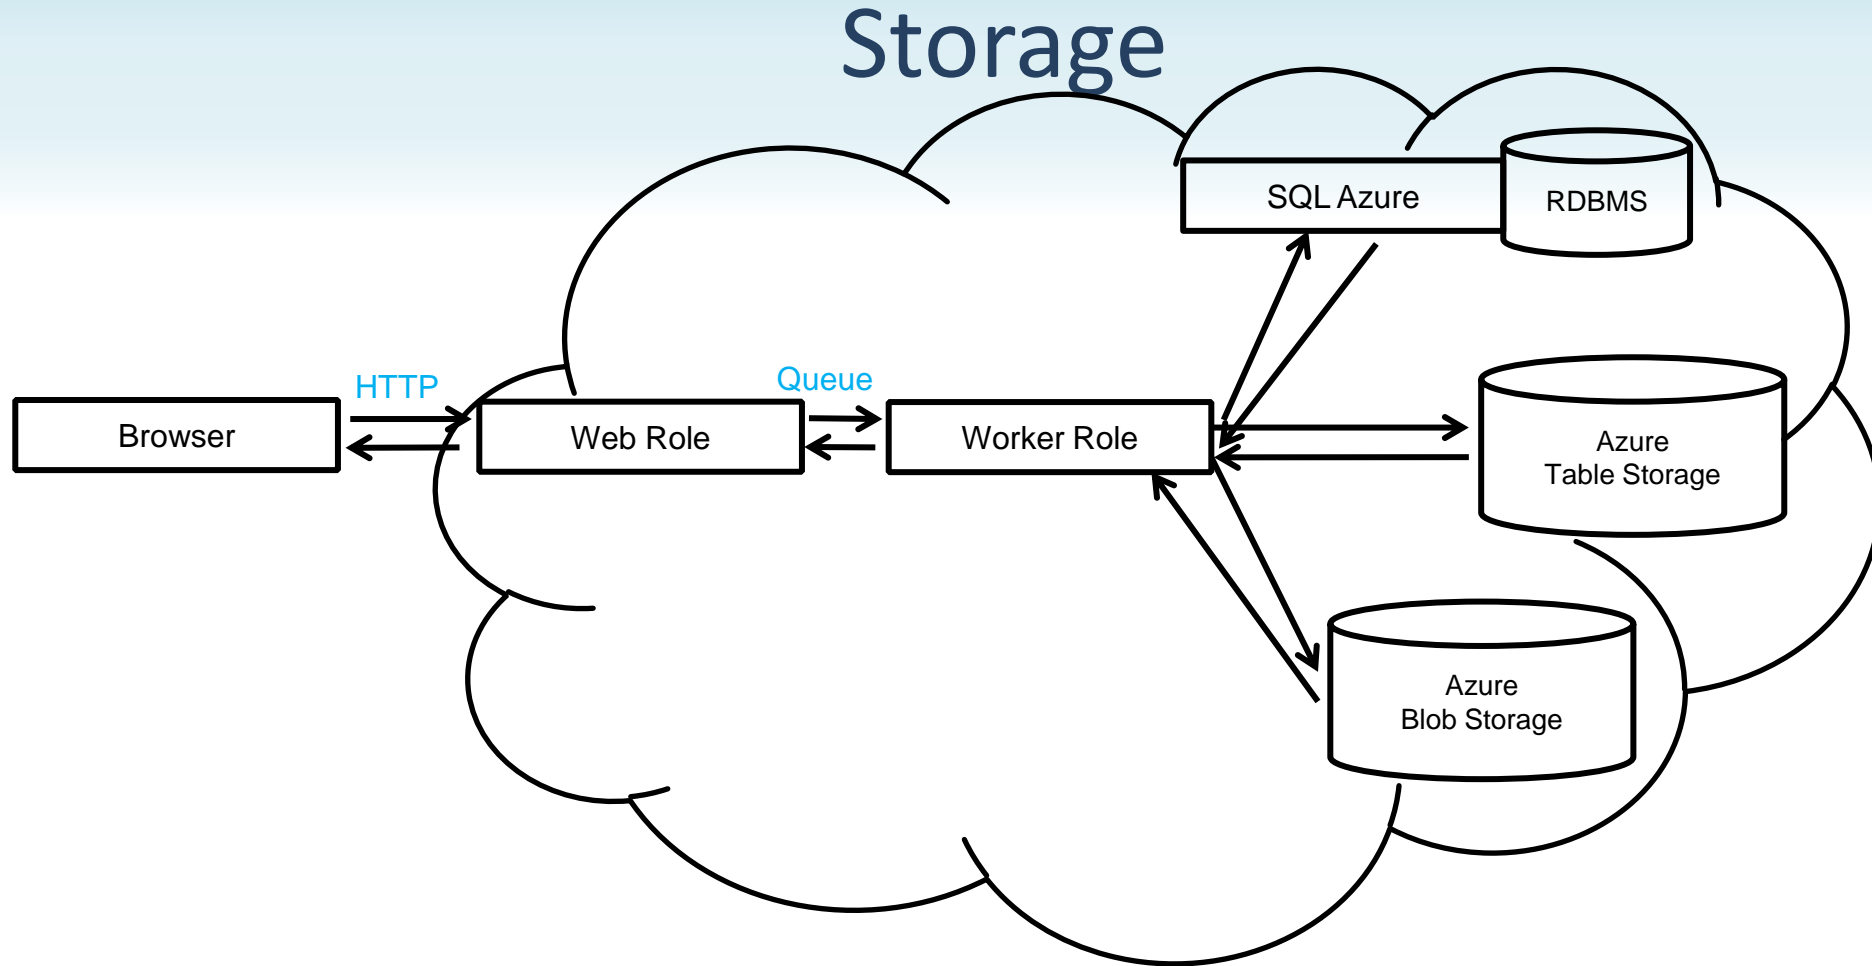 Storage
SQL Azure
RDBMS
HTTP
Queue
Browser
Web Role
Worker Role
Azure
Table Storage
Azure
Blob Storage